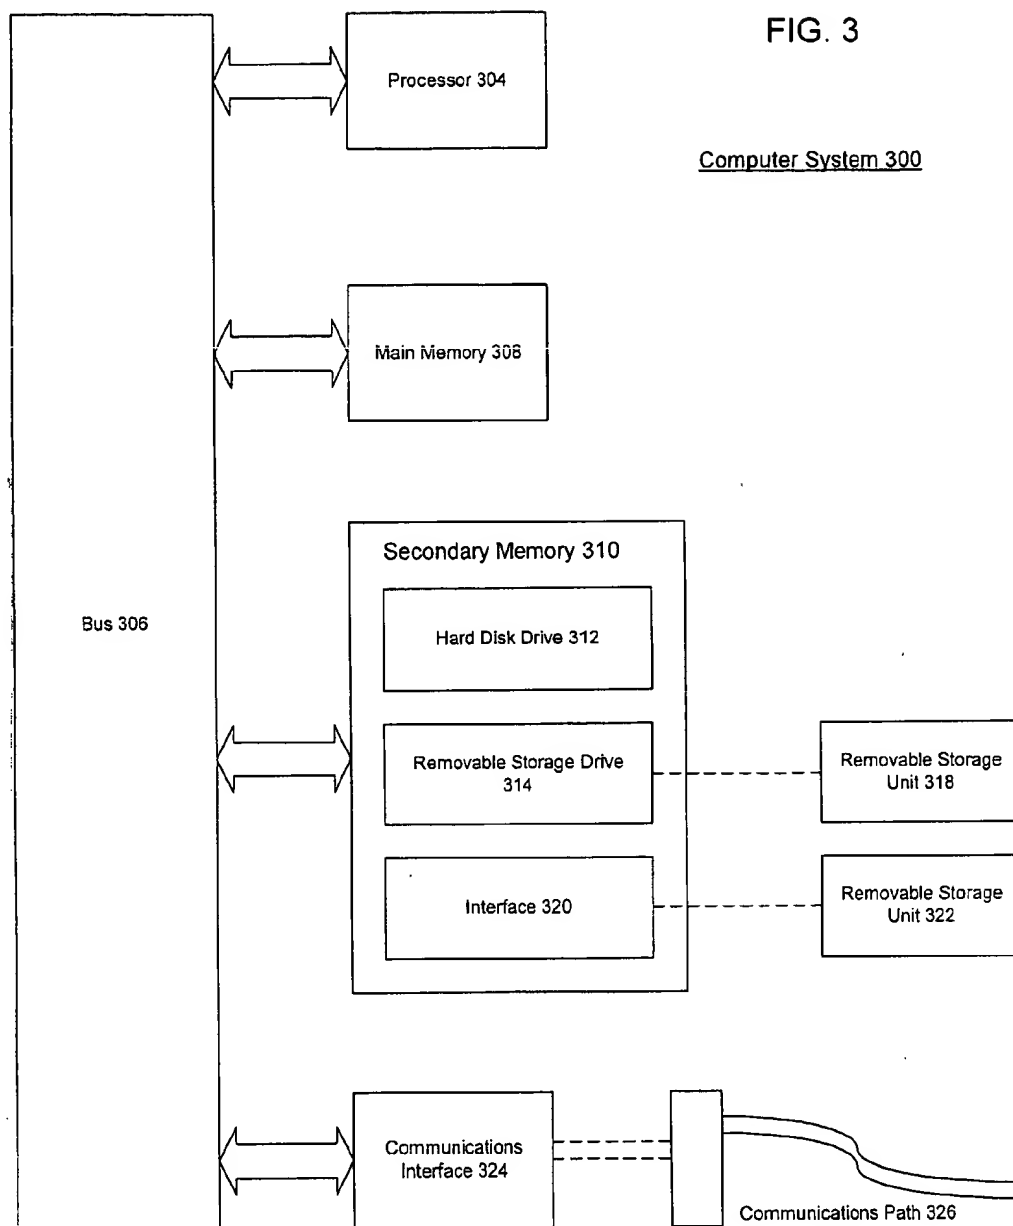 FIG. 3
Processor 304
Computer System 300
Main Memory 308
Secondary Memory 310
Bus 306
Hard Disk Drive 312
Removable Storage Drive
314
Removable Storage
Unit 318
Interface 320
Removable Storage
Unit 322
Communications
Interface 324
Communications Path 326